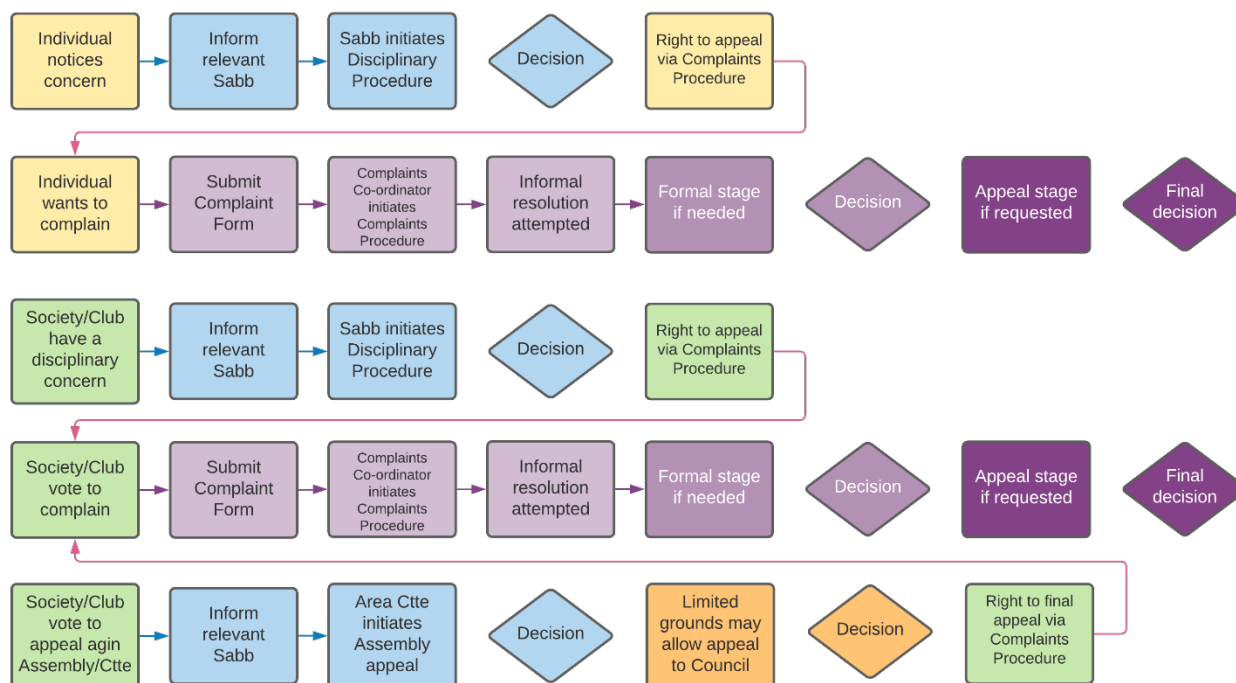 Individual
notices
concern
Inform
relevant
Sabb
Sabb initiates
Disciplinary
Procedure
Decision
Right to appeal
via Complaints
Procedure
Individual
wants to
complain
Submit
Complaint
Form
Complaints
Co-ordinator
initiates
Complaints
Procedure
Informal
resolution
attempted
Formal stage
if needed
Decision
Appeal stage
if requested
Final
decision
Society/Club
have a
disciplinary
concern
Inform
relevant
Sabb
Sabb initiates
Disciplinary
Procedure
Decision
Right to appeal
via Complaints
Procedure
Society/Club
vote to
complain
Submit
Complaint
Form
Complaints
Co-ordinator
initiates
Complaints
Procedure
Informal
resolution
attempted
Formal stage
if needed
Decision
Appeal stage
if requested
Final
decision
Society/Club
vote to
appeal agin
Assembly/Ctte
Inform
relevant
Sabb
Area Ctte
initiates
Assembly
appeal
Decision
Limited
grounds may
allow appeal
to Council
Decision
Right to final
appeal via
Complaints
Procedure